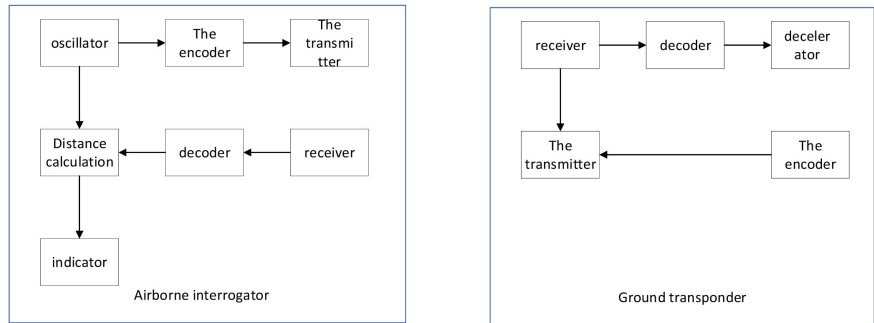 oscillator
The
encoder
The
transmi
tter
Distance
calculation
decoder
receiver
indicator
Airborne interrogator
receiver
decoder
deceler
ator
The
transmitter
The
encoder
Ground transponder